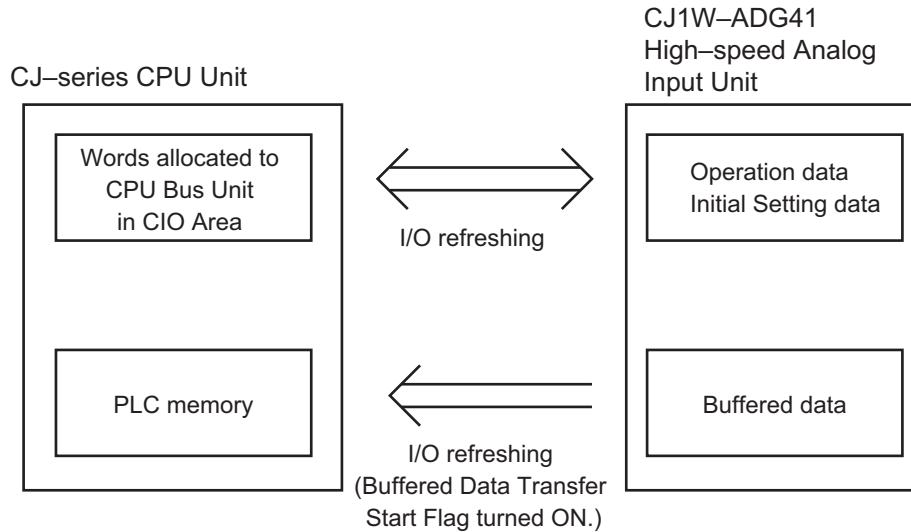 CJ–series CPU Unit
CJ1W–ADG41
High–speed Analog
Input Unit
Words allocated to
CPU Bus Unit
in CIO Area
I/O refreshing
Operation data
Initial Setting data
PLC memory
I/O refreshing
(Buffered Data Transfer
Start Flag turned ON.)
Buffered data